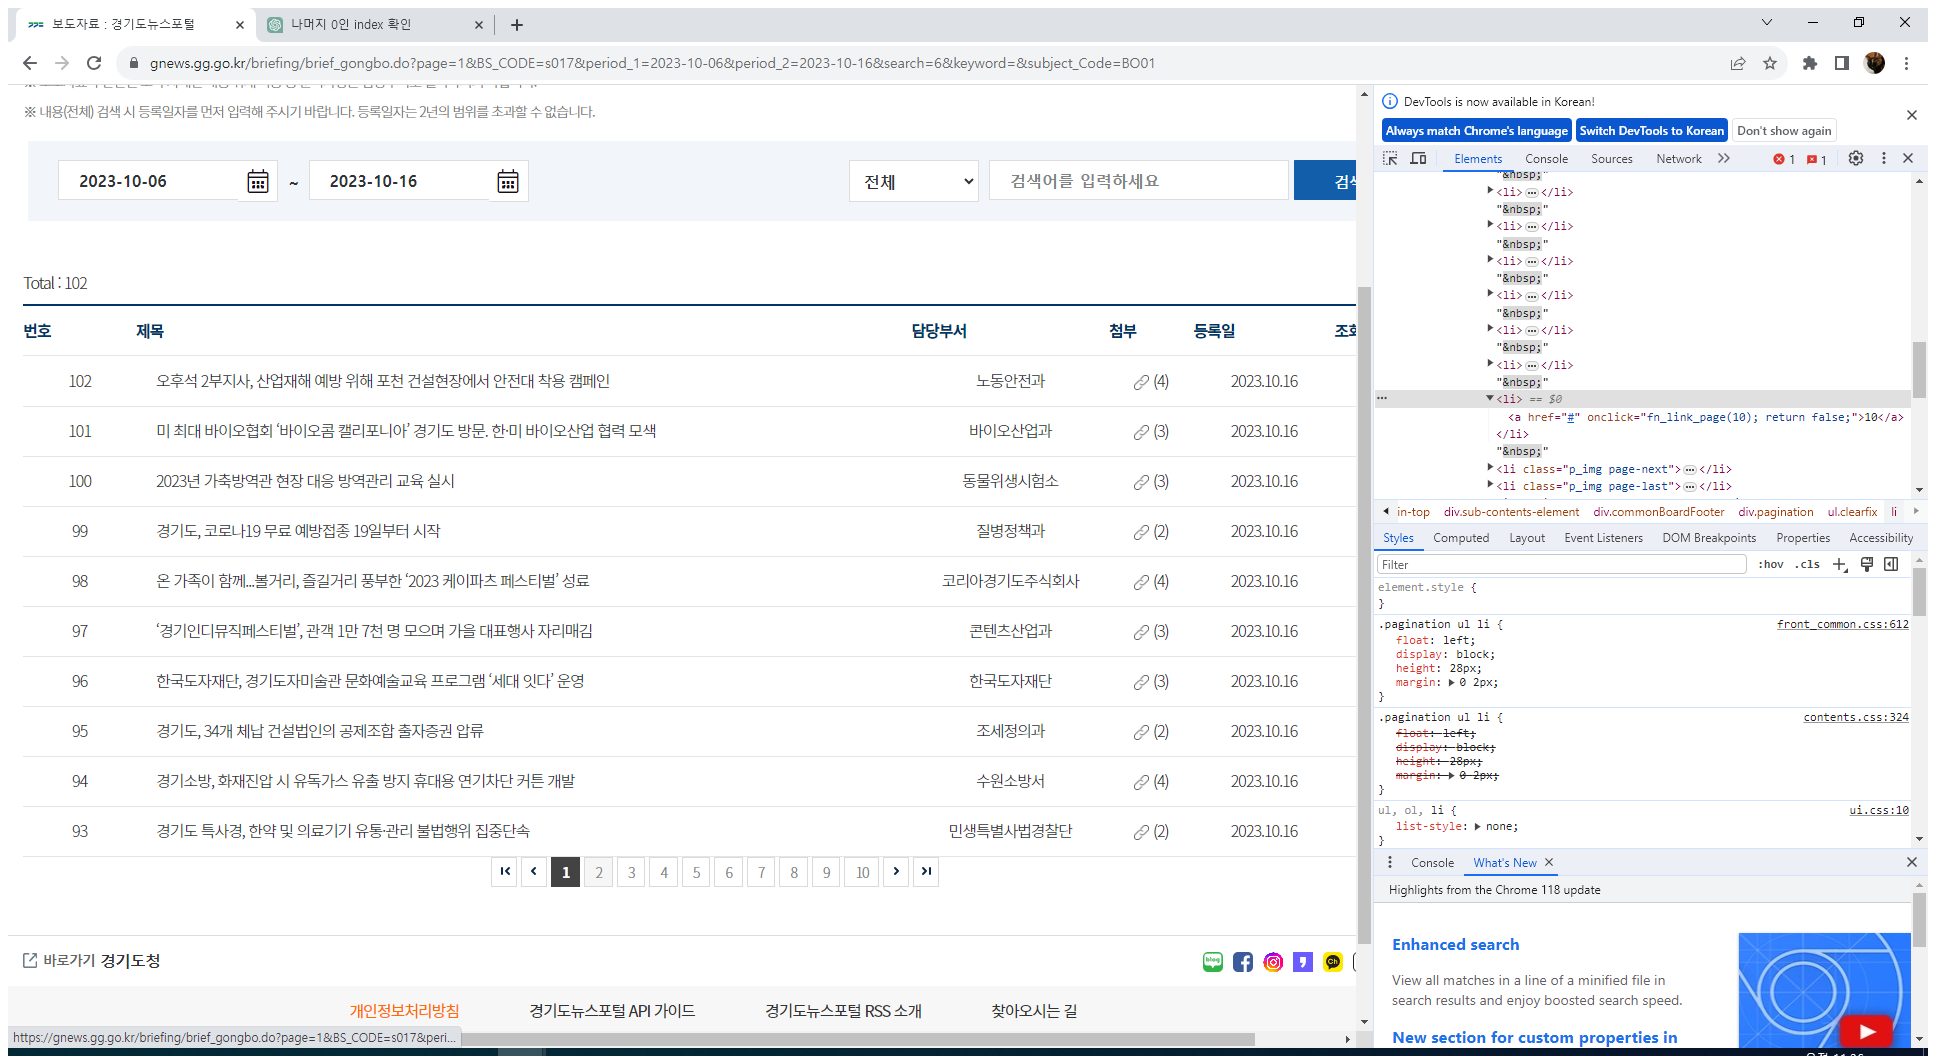 보도자료 : 경기도뉴스포털
나머지 0인 index 확인
gnews.gg.go.kr/briefing/brief_gongbo.do?page=1&BS_CODE=s017&period_1=2023-10-06&period_2=2023-10-16&search=6&keyword=&subject_Code=BO01
※ 내용(전체) 검색 시 등록일자를 먼저 입력해 주시기 바랍니다. 등록일자는 2년의 범위를 초과할 수 없습니다.
2023-10-06 ~ 2023-10-16 전체 검색어를 입력하세요
Total : 102
번호 제목 담당부서 첨부 등록일 조회
102 오후석 2부지사, 산업재해 예방 위해 포천 건설현장에서 안전대 착용 캠페인 노동안전과 (4) 2023.10.16
101 미 최대 바이오협회 ‘바이오콤 캘리포니아’ 경기도 방문. 한·미 바이오산업 협력 모색 바이오산업과 (3) 2023.10.16
100 2023년 가축방역관 현장 대응 방역관리 교육 실시 동물위생시험소 (3) 2023.10.16
99 경기도, 코로나19 무료 예방접종 19일부터 시작 질병정책과 (2) 2023.10.16
98 온 가족이 함께...볼거리, 즐길거리 풍부한 ‘2023 케이파츠 페스티벌’ 성료 코리아경기도주식회사 (4) 2023.10.16
97 ‘경기인디뮤직페스티벌’, 관객 1만 7천 명 모으며 가을 대표행사 자리매김 콘텐츠산업과 (3) 2023.10.16
96 한국도자재단, 경기도자미술관 문화예술교육 프로그램 ‘세대 잇다’ 운영 한국도자재단 (3) 2023.10.16
95 경기도, 34개 체납 건설법인의 공제조합 출자증권 압류 조세정의과 (2) 2023.10.16
94 경기소방, 화재진압 시 유독가스 유출 방지 휴대용 연기차단 커튼 개발 수원소방서 (4) 2023.10.16
93 경기도 특사경, 한약 및 의료기기 유통·관리 불법행위 집중단속 민생특별사법경찰단 (2) 2023.10.16
1 2 3 4 5 6 7 8 9 10
바로가기 경기도청
blog Ch
개인정보처리방침 경기도뉴스포털 API 가이드 경기도뉴스포털 RSS 소개 찾아오시는 길
https://gnews.gg.go.kr/briefing/brief_gongbo.do?page=1&BS_CODE=s017&peri...
DevTools is now available in Korean!
Always match Chrome's language Switch DevTools to Korean Don't show again
Elements Console Sources Network 1 1
"&nbsp;"
<li>…</li>
"&nbsp;"
<li>…</li>
"&nbsp;"
<li>…</li>
"&nbsp;"
<li>…</li>
"&nbsp;"
<li>…</li>
"&nbsp;"
<li>…</li>
"&nbsp;"
<li> == $0
<a href="#" onclick="fn_link_page(10); return false;">10</a>
</li>
"&nbsp;"
<li class="p_img page-next">…</li>
<li class="p_img page-last">…</li>
in-top div.sub-contents-element div.commonBoardFooter div.pagination ul.clearfix li
Styles Computed Layout Event Listeners DOM Breakpoints Properties Accessibility
Filter :hov .cls
element.style {
}
.pagination ul li { front_common.css:612
float: left;
display: block;
height: 28px;
margin: 0 2px;
}
.pagination ul li { contents.css:324
float: left;
display: block;
height: 28px;
margin: 0 2px;
}
ul, ol, li { ui.css:10
list-style: none;
}
Console What's New
Highlights from the Chrome 118 update
Enhanced search
View all matches in a line of a minified file in
search results and enjoy boosted search speed.
New section for custom properties in